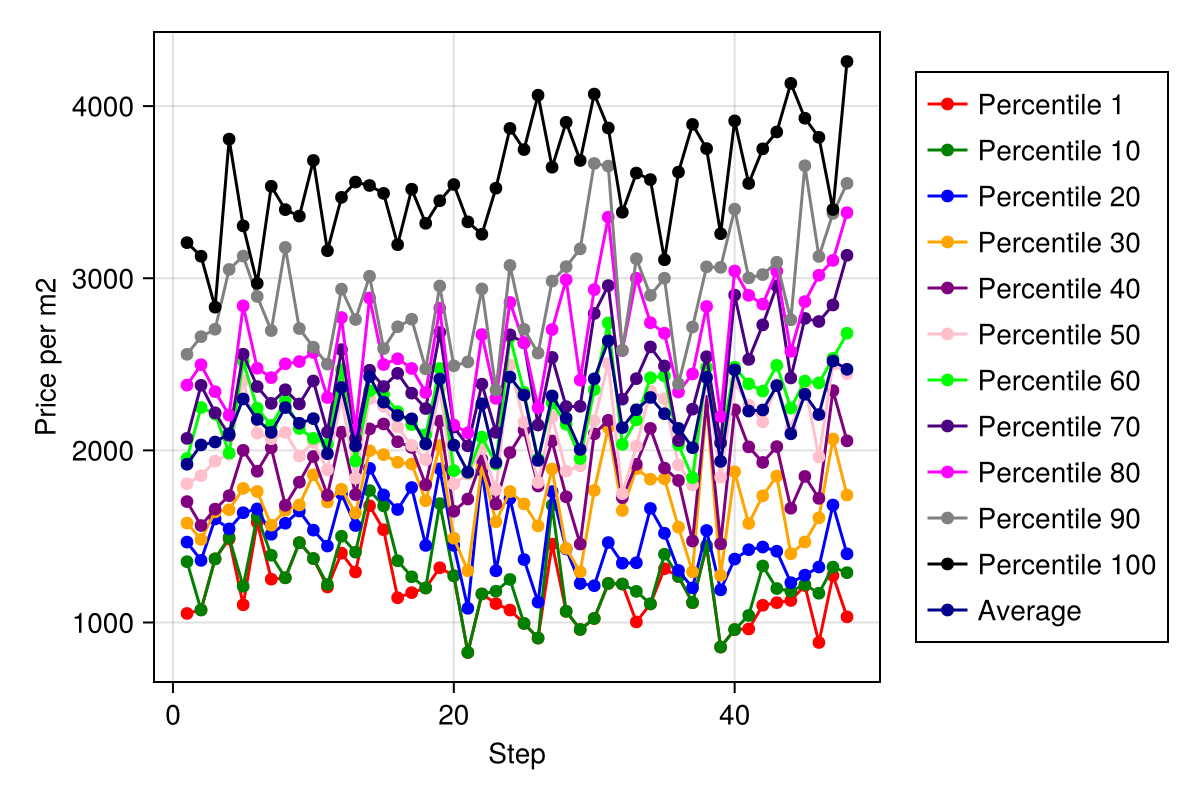 4000
3000
2000
1000
Price per m2
0
20
40
Step
Percentile 1
Percentile 10
Percentile 20
Percentile 30
Percentile 40
Percentile 50
Percentile 60
Percentile 70
Percentile 80
Percentile 90
Percentile 100
Average